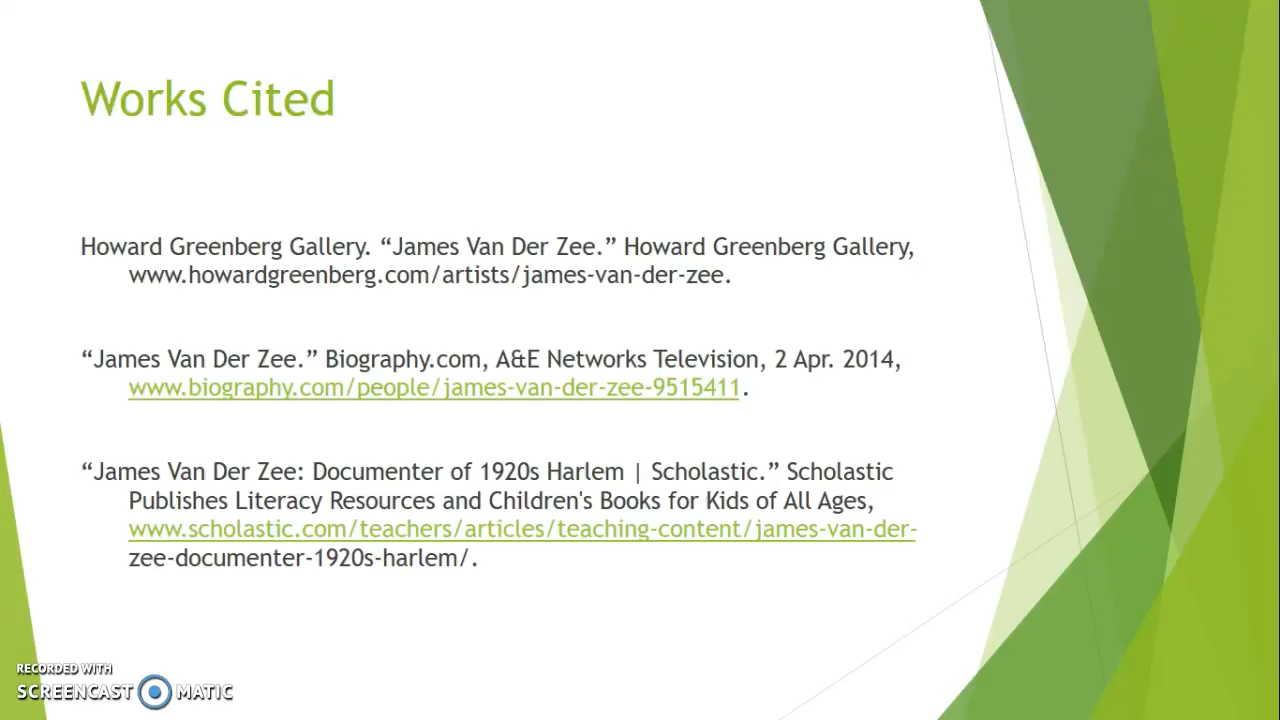 Works Cited
Howard Greenberg Gallery. “James Van Der Zee.” Howard Greenberg Gallery,
www.howardgreenberg.com/artists/james-van-der-zee.
“James Van Der Zee.” Biography.com, A&E Networks Television, 2 Apr. 2014,
www.biography.com/people/james-van-der-zee-9515411.
“James Van Der Zee: Documenter of 1920s Harlem | Scholastic.” Scholastic
Publishes Literacy Resources and Children's Books for Kids of All Ages,
www.scholastic.com/teachers/articles/teaching-content/james-van-der-
zee-documenter-1920s-harlem/.
RECORDED WITH
SCREENCAST MATIC